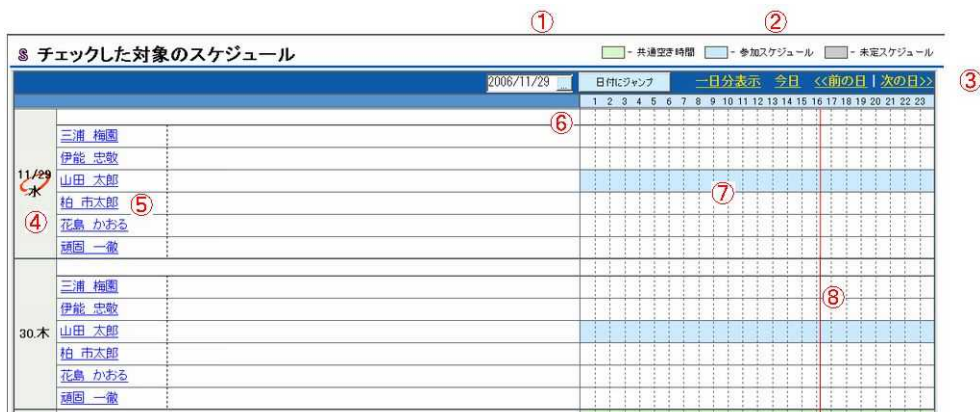 ① ②
S チェックした対象のスケジュール - 共通空き時間 - 参加スケジュール - 未定スケジュール
2006/11/29 ... 日付にジャンプ 一日分表示 今日 <<前の日 | 次の日>> ③
1 2 3 4 5 6 7 8 9 10 11 12 13 14 15 16 17 18 19 20 21 22 23
⑥
三浦 梅園
伊能 忠敬
11/29 山田 太郎
水 ⑦
柏 市太郎 ⑤
④ 花島 かおる
頑固 一徹
三浦 梅園
⑧
伊能 忠敬
30.木 山田 太郎
柏 市太郎
花島 かおる
頑固 一徹